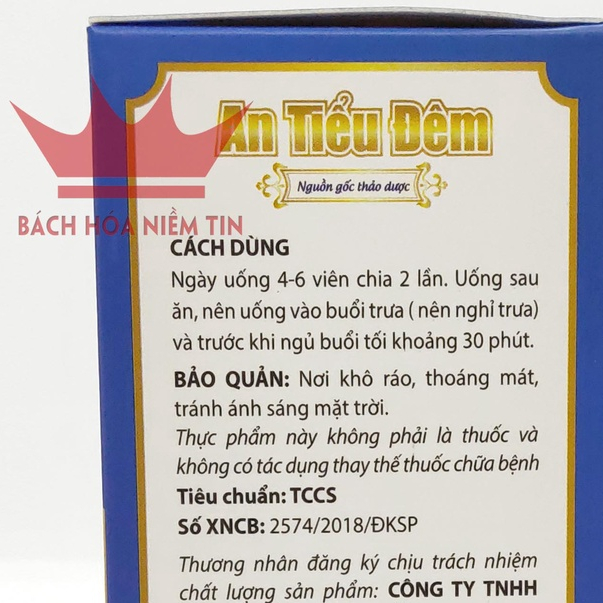 An Tiểu Đêm
Nguồn gốc thảo dược
BÁCH HÓA NIỀM TIN
CÁCH DÙNG
Ngày uống 4-6 viên chia 2 lần. Uống sau
ăn, nên uống vào buổi trưa ( nên nghỉ trưa)
và trước khi ngủ buổi tối khoảng 30 phút.
BẢO QUẢN: Nơi khô ráo, thoáng mát,
tránh ánh sáng mặt trời.
Thực phẩm này không phải là thuốc và
không có tác dụng thay thế thuốc chữa bệnh
Tiêu chuẩn: TCCS
Số XNCB: 2574/2018/ĐKSP
Thương nhân đăng ký chịu trách nhiệm
chất lượng sản phẩm: CÔNG TY TNHH